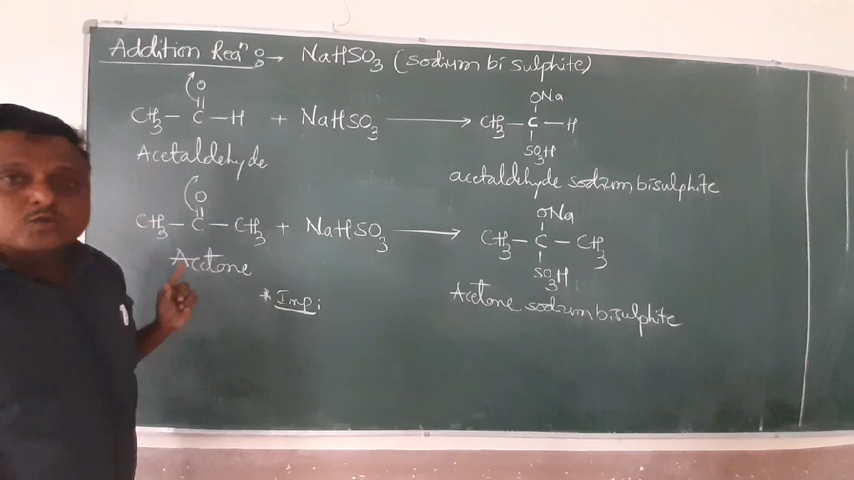 Addition Reaⁿ :→ NaHSO₃ (sodium bi sulphite)
O ONa
CH₃ — C — H + NaHSO₃ ⟶ CH₃ — C — H
SO₃H
Acetaldehyde acetaldehyde sodium bisulphite
O ONa
CH₃ — C — CH₃ + NaHSO₃ ⟶ CH₃ — C — CH₃
SO₃H
Acetone Acetone sodium bisulphite
* Imp :